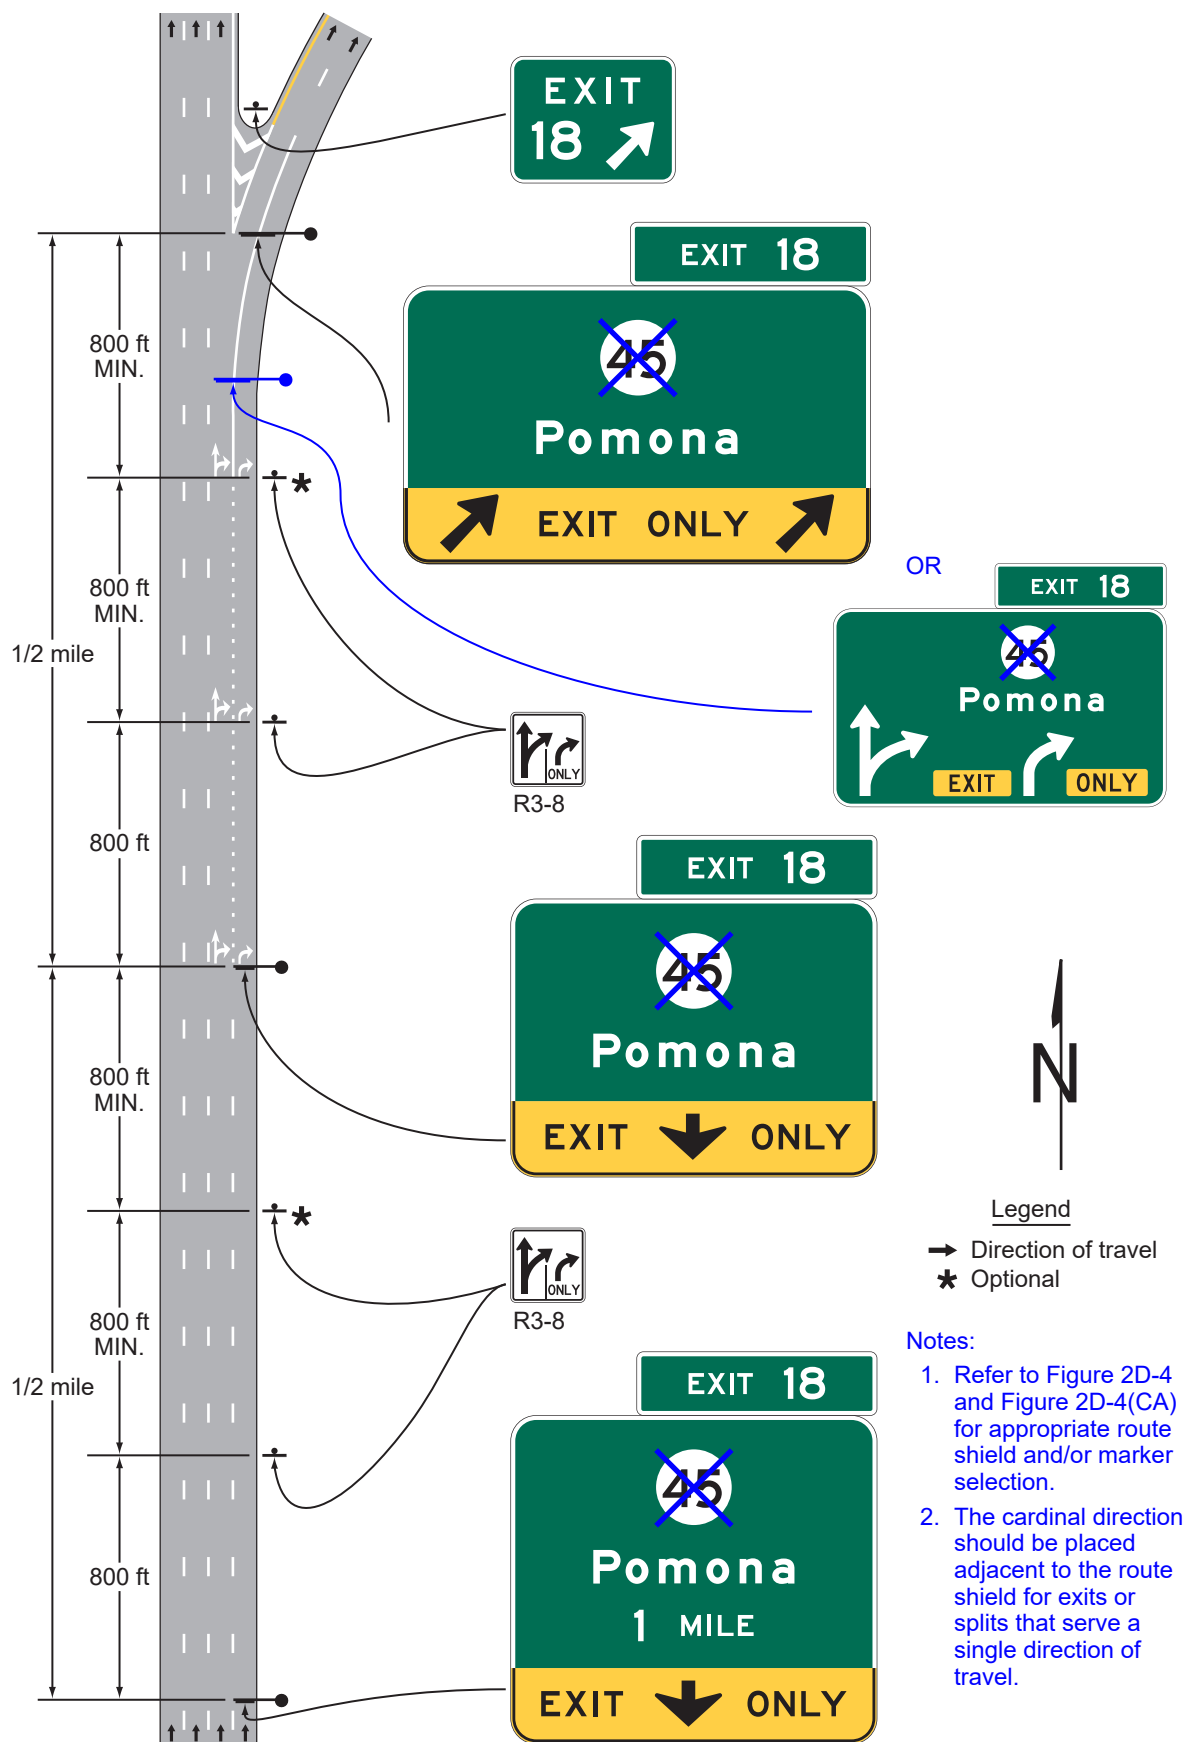 EXIT
18
EXIT 18
45
Pomona
EXIT ONLY
800 ft
MIN.
OR
EXIT 18
45
Pomona
EXIT ONLY
*
800 ft
MIN.
1/2 mile
ONLY
R3-8
800 ft
EXIT 18
45
Pomona
EXIT ONLY
800 ft
MIN.
N
*
Legend
Direction of travel
* Optional
ONLY
R3-8
800 ft
MIN.
1/2 mile
EXIT 18
45
Pomona
1 MILE
EXIT ONLY
800 ft
Notes:
1. Refer to Figure 2D-4
and Figure 2D-4(CA)
for appropriate route
shield and/or marker
selection.
2. The cardinal direction
should be placed
adjacent to the route
shield for exits or
splits that serve a
single direction of
travel.